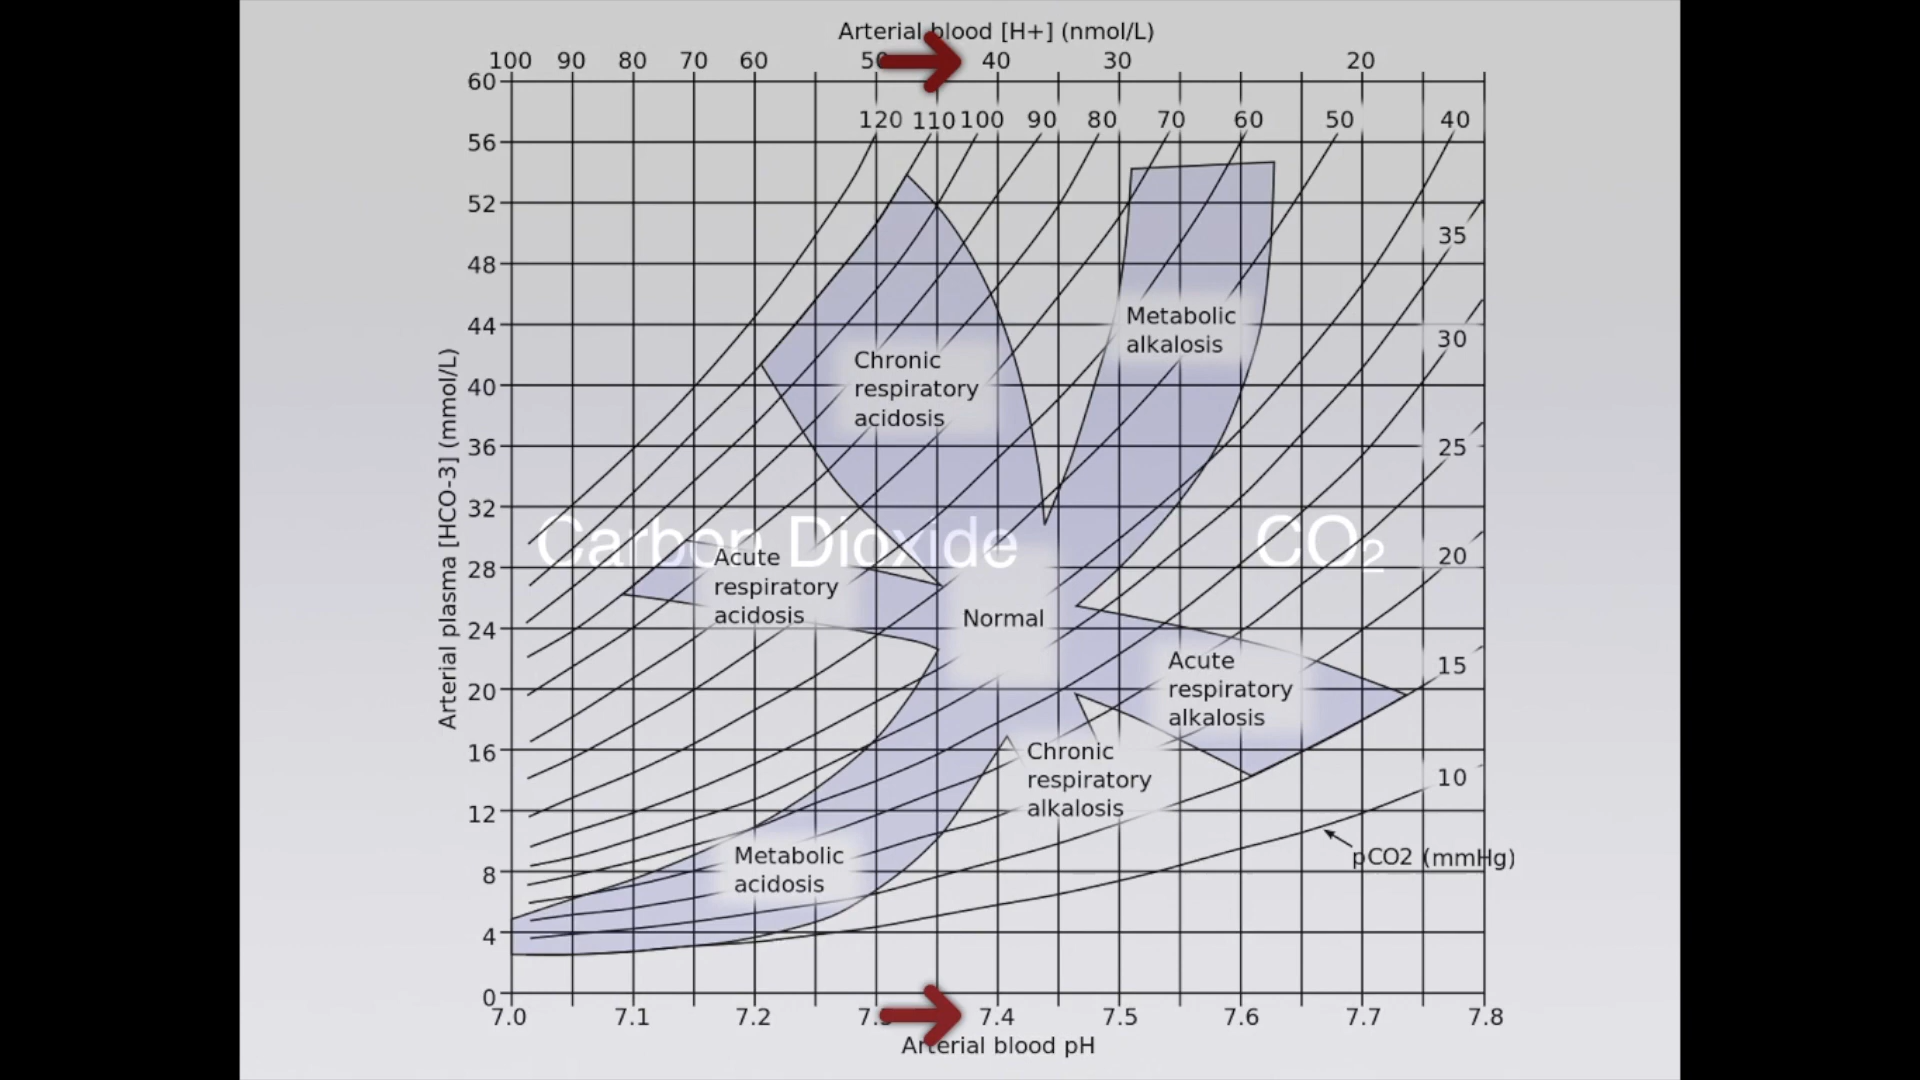 Arterial blood [H+] (nmol/L)
100 90 80 70 60 50 40 30 20
60
120 110 100 90 80 70 60 50 40
56
52
35
48
Metabolic
alkalosis
44
30
Chronic
respiratory
acidosis
40
36
25
32
Carbon Dioxide CO₂
20
Acute
respiratory
acidosis
28
Normal
24
Arterial plasma [HCO-3] (mmol/L)
Acute
respiratory
alkalosis
15
20
16
Chronic
respiratory
alkalosis
10
12
Metabolic
acidosis
pCO2 (mmHg)
8
4
0
7.0 7.1 7.2 7.3 7.4 7.5 7.6 7.7 7.8
Arterial blood pH